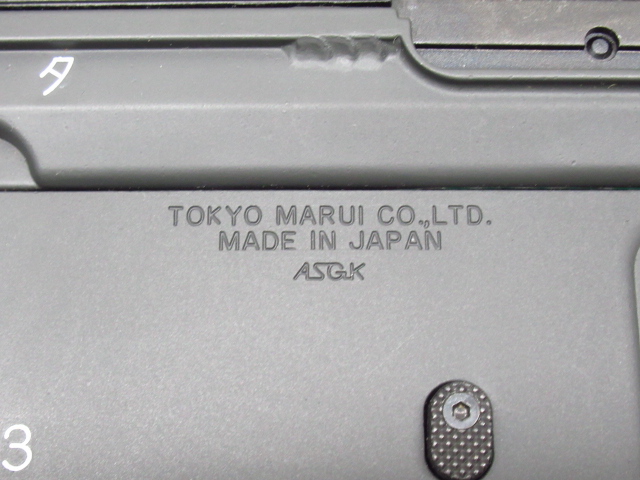 タ
TOKYO MARUI CO.,LTD.
MADE IN JAPAN
ASGK
3